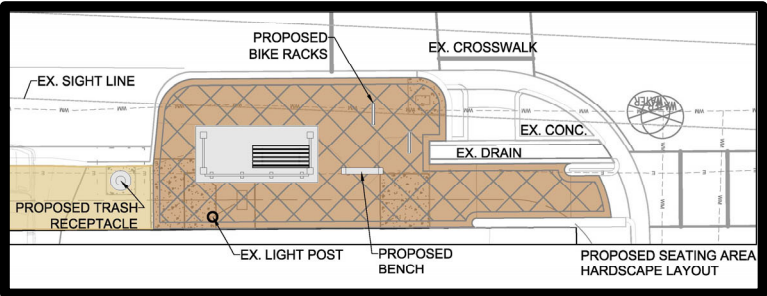 PROPOSED
BIKE RACKS
EX. CROSSWALK
EX. SIGHT LINE
EX. CONC.
EX. DRAIN
PROPOSED TRASH
RECEPTACLE
EX. LIGHT POST
PROPOSED
BENCH
PROPOSED SEATING AREA
HARDSCAPE LAYOUT